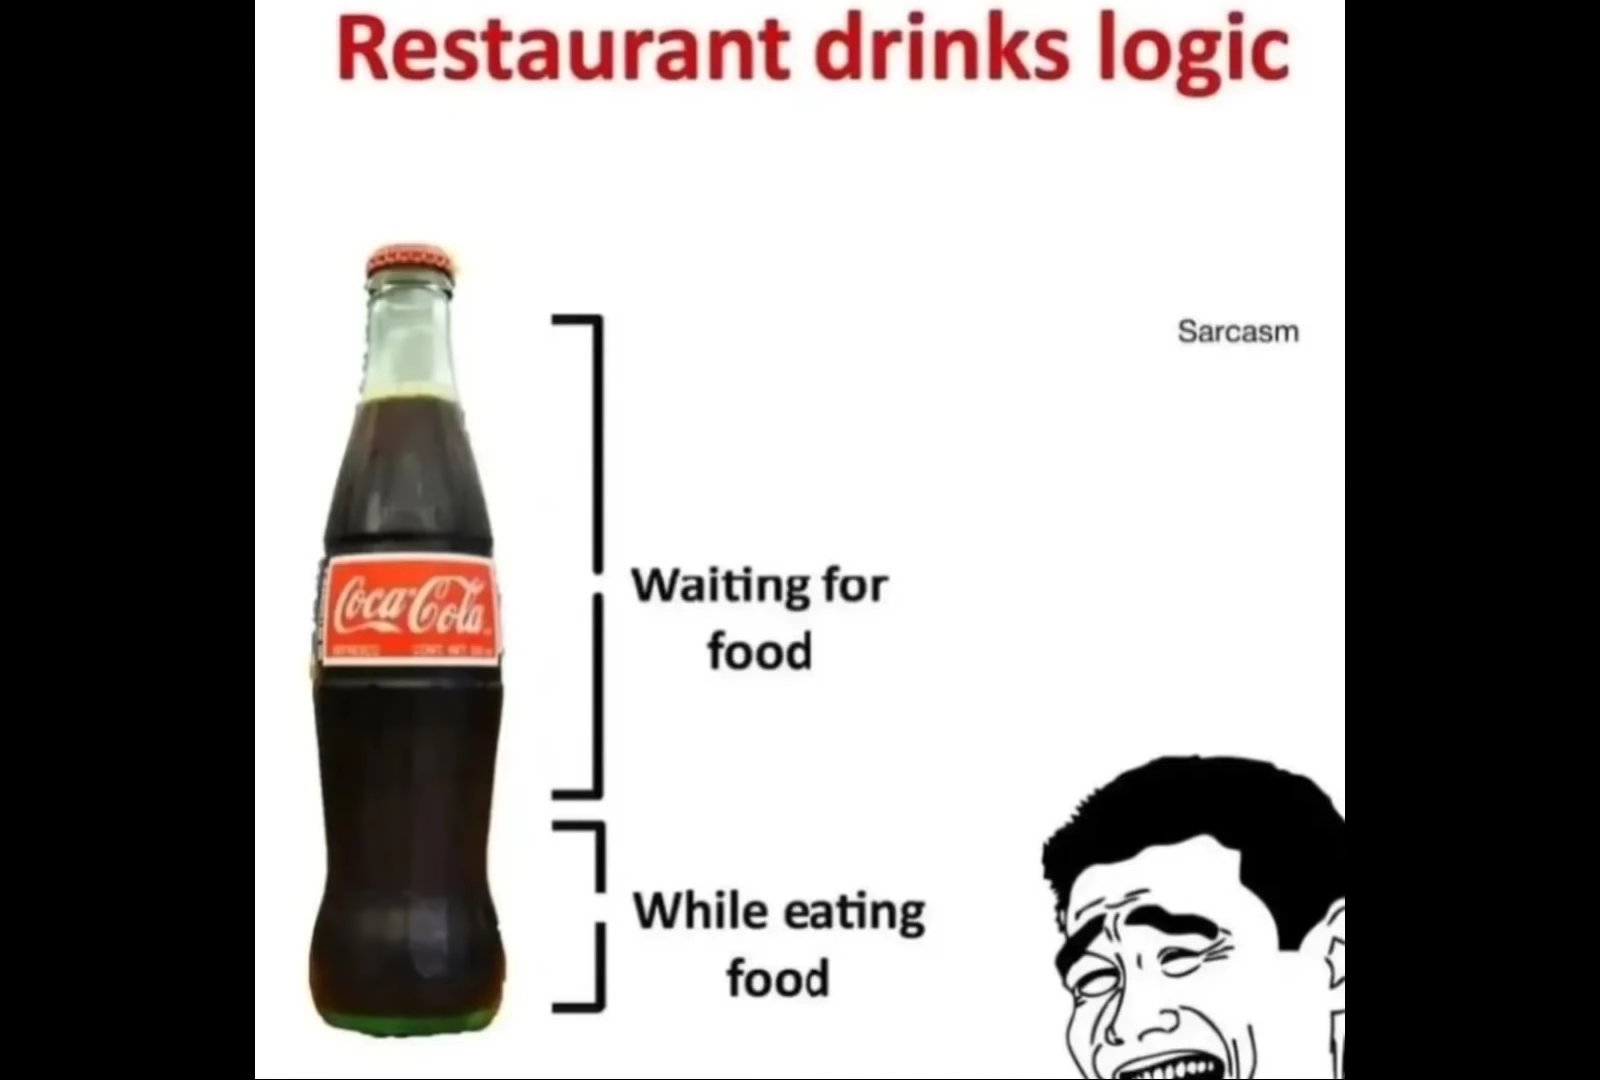 Restaurant drinks logic
Sarcasm
Coca-Cola
Waiting for
food
While eating
food